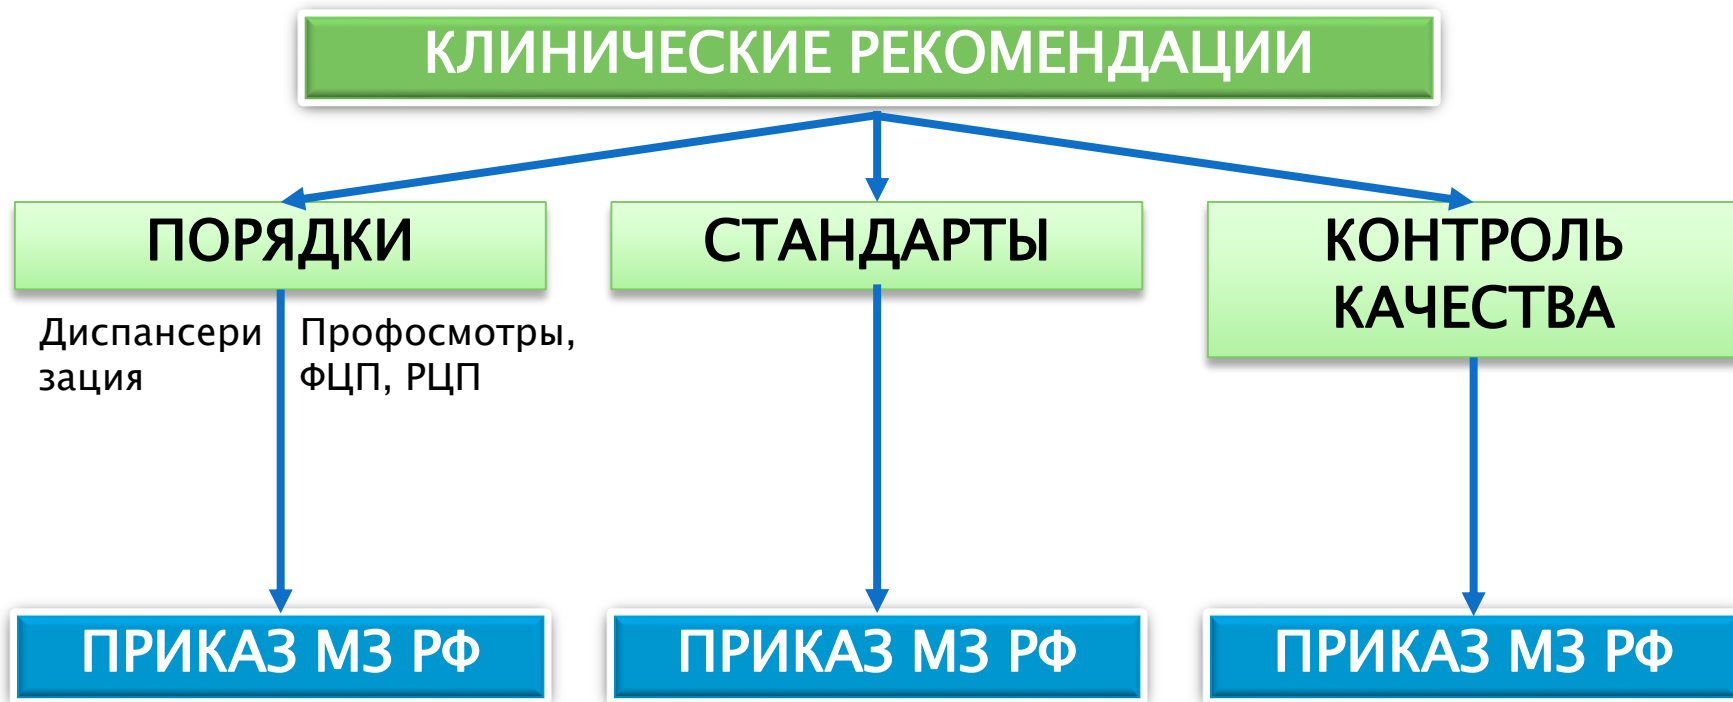 КЛИНИЧЕСКИЕ РЕКОМЕНДАЦИИ
ПОРЯДКИ
СТАНДАРТЫ
КОНТРОЛЬ
КАЧЕСТВА
Диспансери
зация
Профосмотры,
ФЦП, РЦП
ПРИКАЗ МЗ РФ
ПРИКАЗ МЗ РФ
ПРИКАЗ МЗ РФ